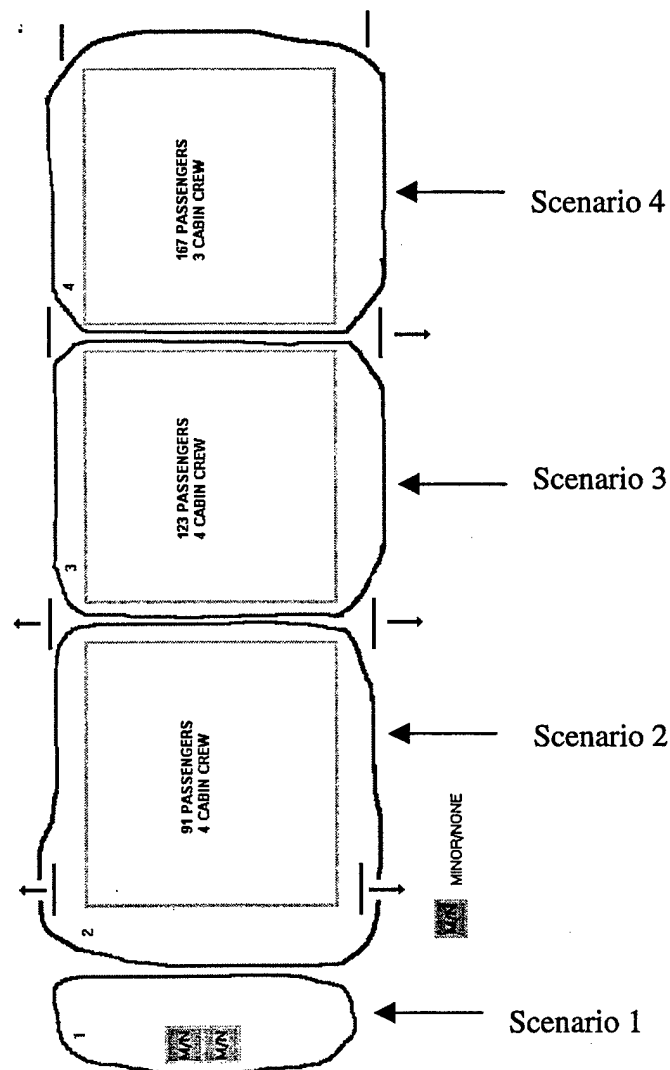 4
167 PASSENGERS
3 CABIN CREW
Scenario 4
3
123 PASSENGERS
4 CABIN CREW
Scenario 3
2
91 PASSENGERS
4 CABIN CREW
Scenario 2
M/N MINOR/NONE
1
M/N
M/N
Scenario 1